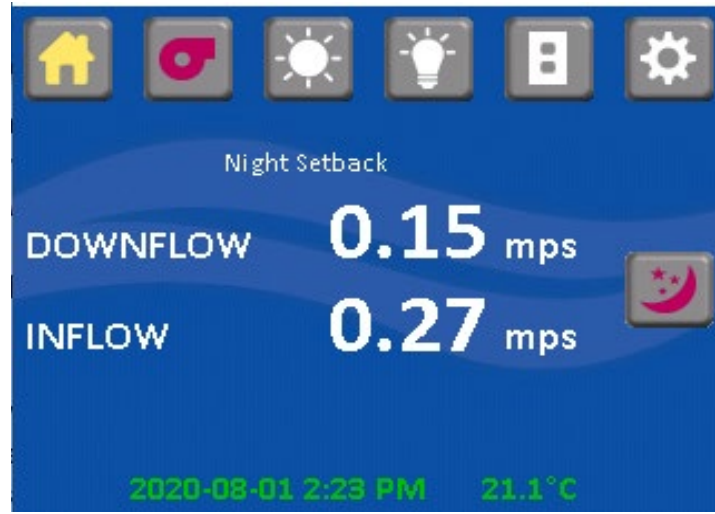 Night Setback
DOWNFLOW 0.15 mps
INFLOW 0.27 mps
2020-08-01 2:23 PM 21.1°C